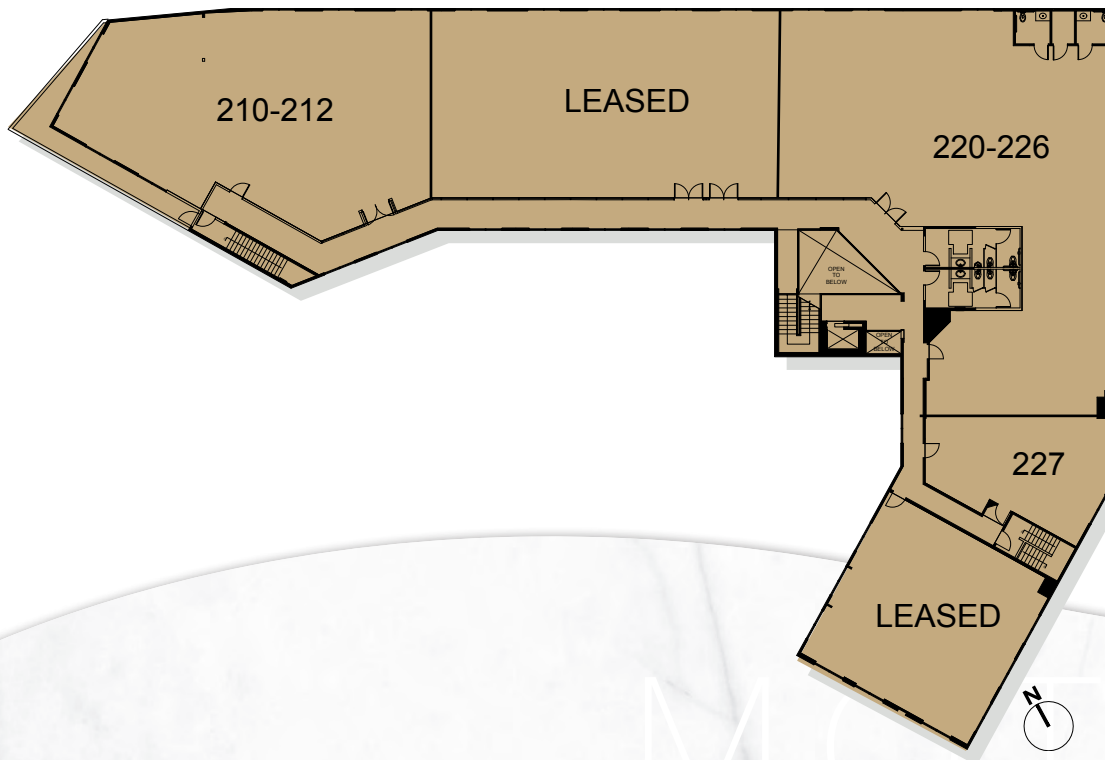 210-212
LEASED
220-226
OPEN
TO
BELOW
OPEN
TO
BELOW
227
LEASED
N